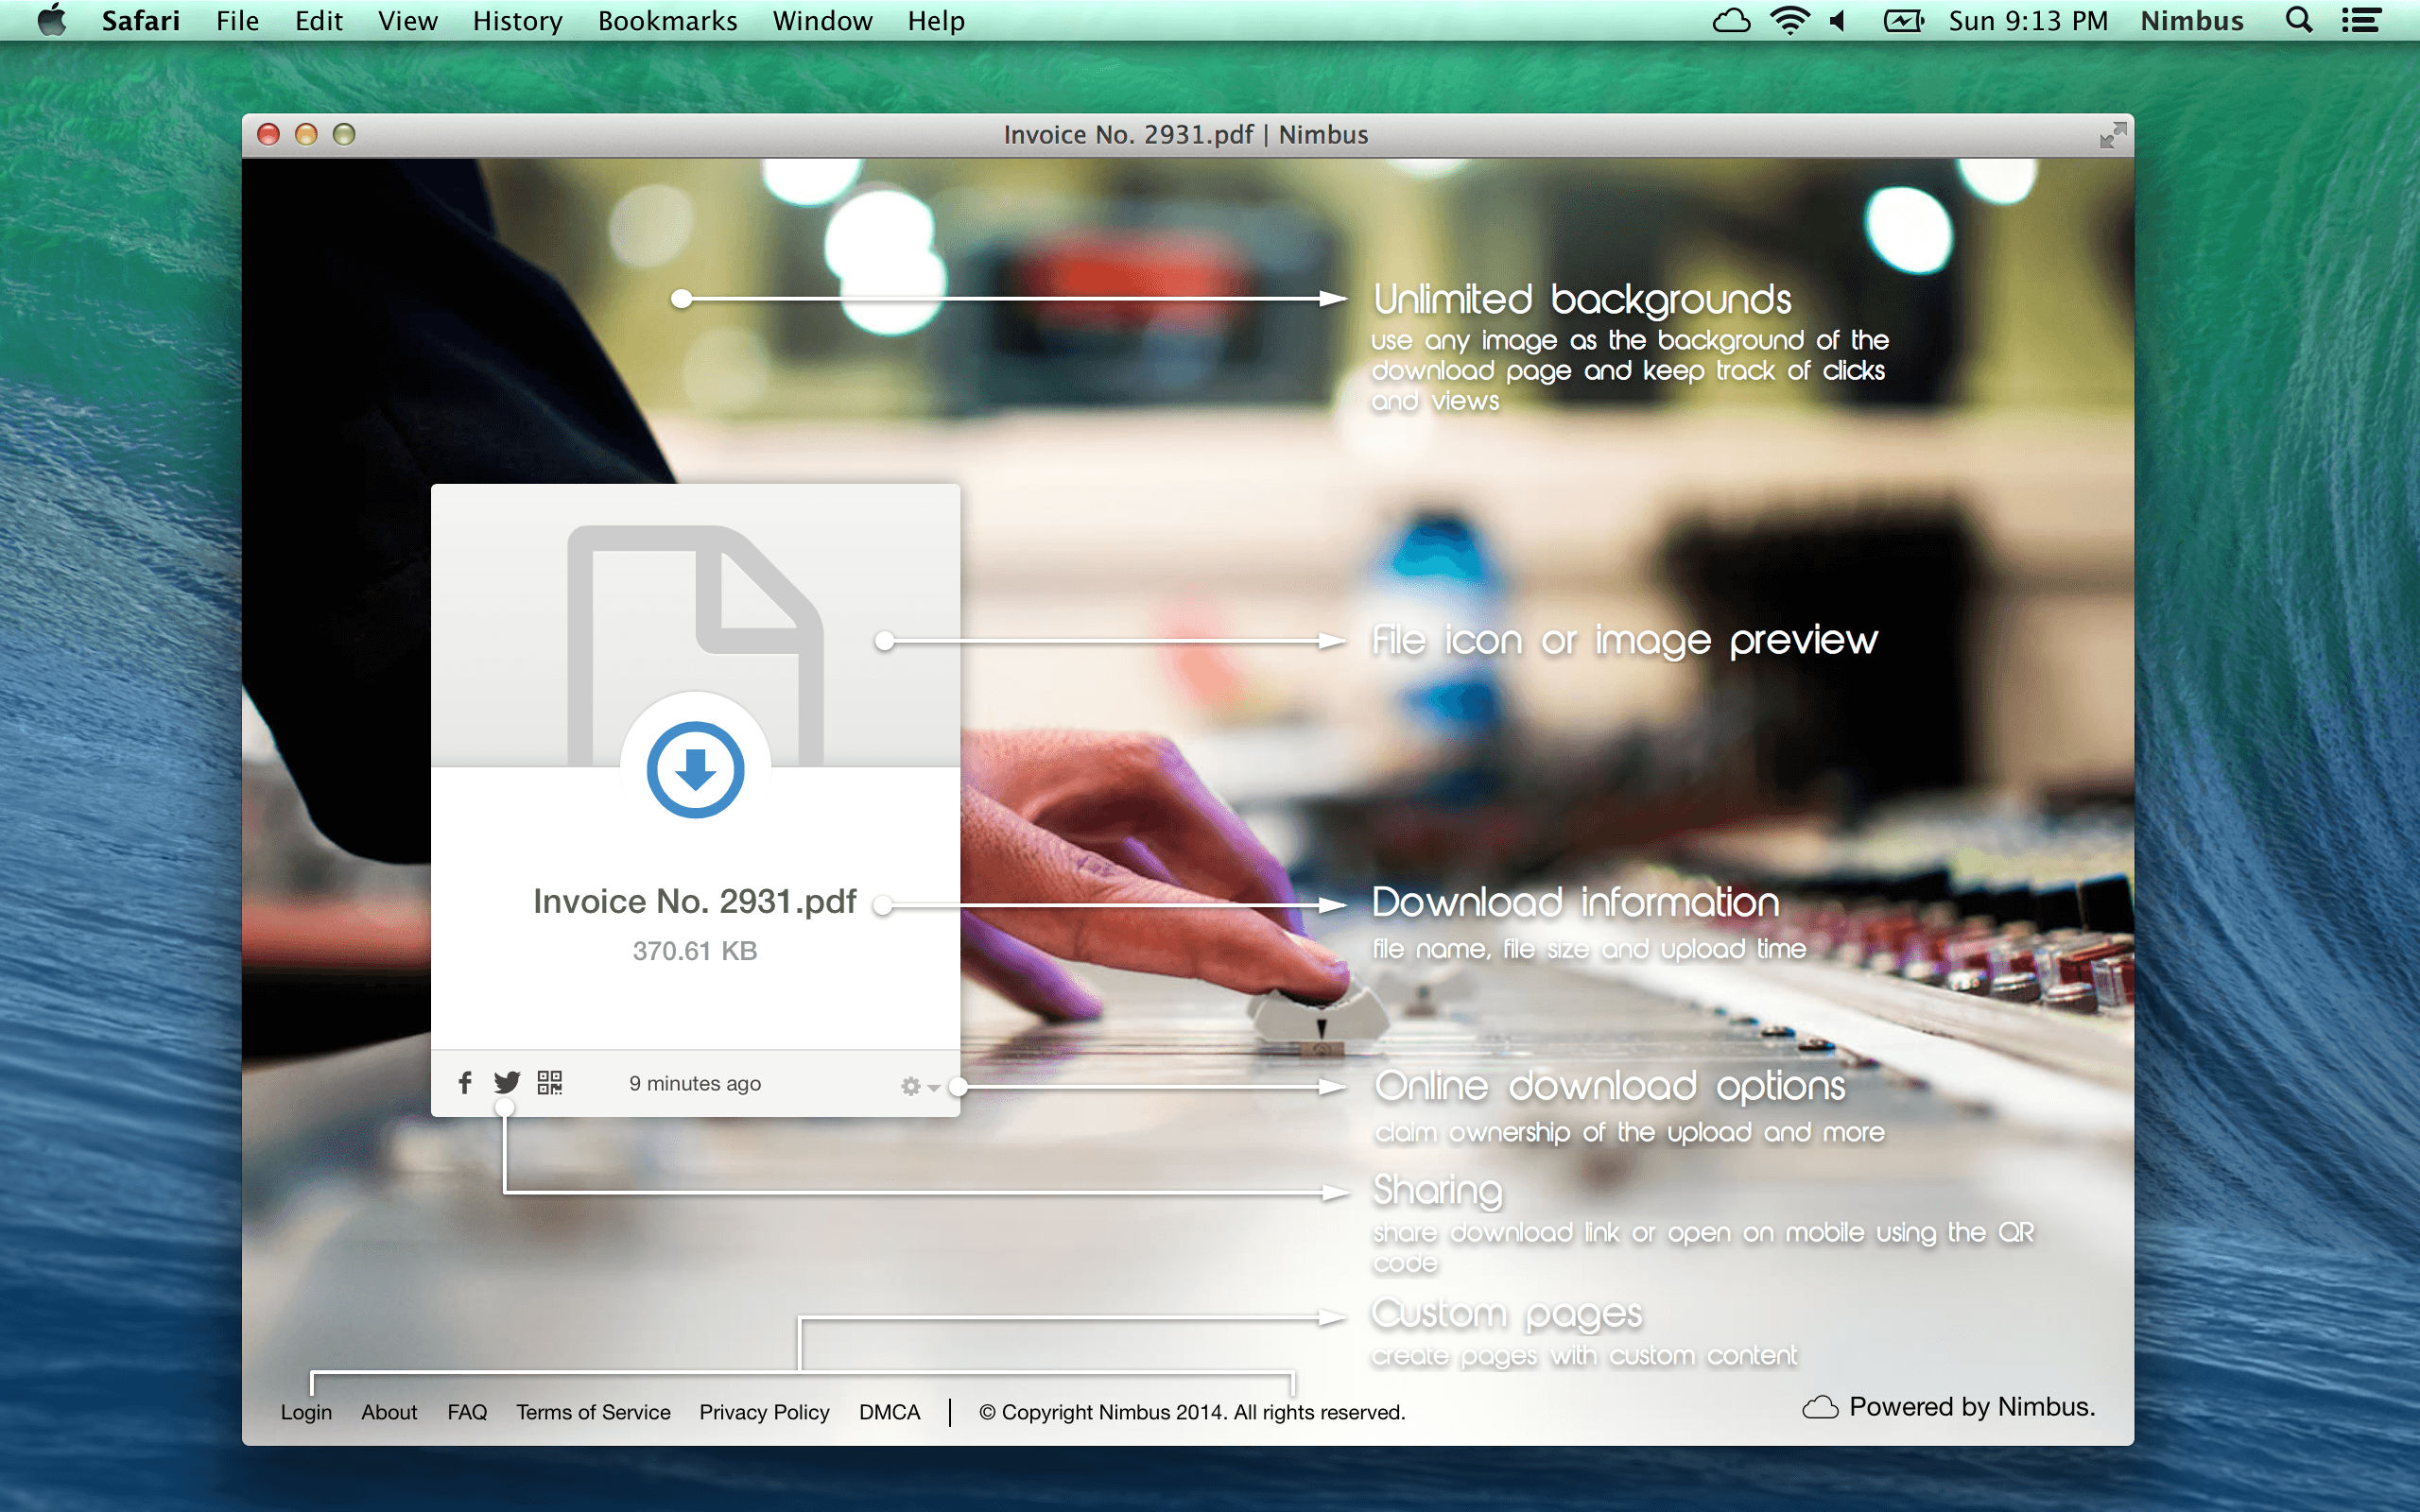 Safari File Edit View History Bookmarks Window Help Sun 9:13 PM Nimbus
Invoice No. 2931.pdf | Nimbus
Unlimited backgrounds
use any image as the background of the
download page and keep track of clicks
and views
File icon or image preview
Invoice No. 2931.pdf
370.61 KB
Download information
file name, file size and upload time
9 minutes ago
Online download options
claim ownership of the upload and more
Sharing
share download link or open on mobile using the QR
code
Custom pages
create pages with custom content
Login About FAQ Terms of Service Privacy Policy DMCA | © Copyright Nimbus 2014. All rights reserved.
Powered by Nimbus.